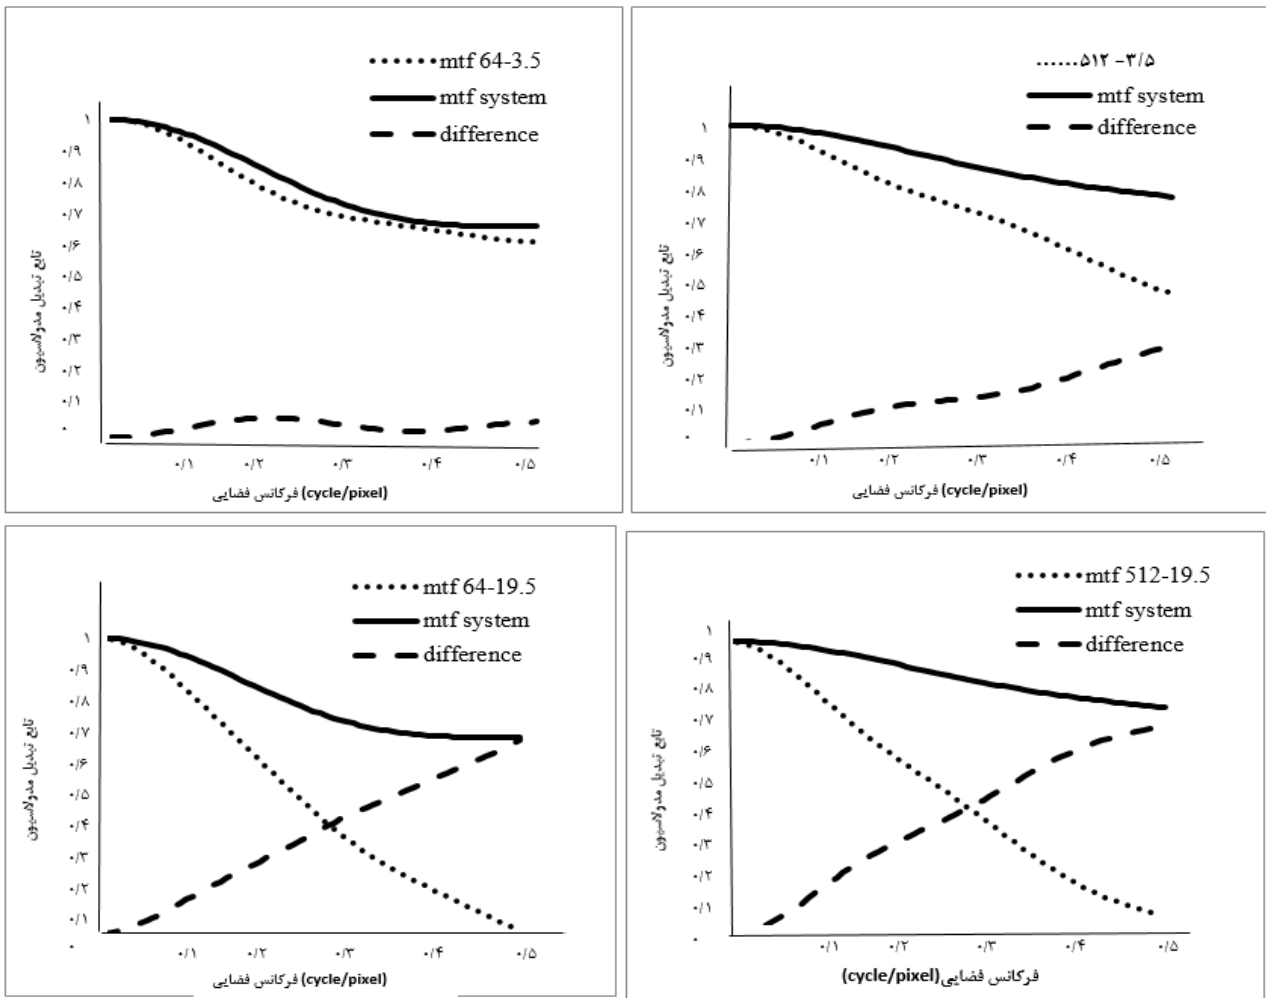 mtf 64-3.5
mtf system
difference
۱
۰/۹
۰/۸
۰/۷
۰/۶
۰/۵
۰/۴
۰/۳
۰/۲
۰/۱
۰
تابع تبدیل مدولاسیون
۰/۱ ۰/۲ ۰/۳ ۰/۴ ۰/۵
فرکانس فضایی (cycle/pixel)
۵۱۲ -۳/۵
mtf system
difference
۱
۰/۹
۰/۸
۰/۷
۰/۶
۰/۵
۰/۴
۰/۳
۰/۲
۰/۱
۰
تابع تبدیل مدولاسیون
۰/۱ ۰/۲ ۰/۳ ۰/۴ ۰/۵
فرکانس فضایی (cycle/pixel)
mtf 64-19.5
mtf system
difference
۱
۰/۹
۰/۸
۰/۷
۰/۶
۰/۵
۰/۴
۰/۳
۰/۲
۰/۱
۰
تابع تبدیل مدولاسیون
۰/۱ ۰/۲ ۰/۳ ۰/۴ ۰/۵
فرکانس فضایی (cycle/pixel)
mtf 512-19.5
mtf system
difference
۱
۰/۹
۰/۸
۰/۷
۰/۶
۰/۵
۰/۴
۰/۳
۰/۲
۰/۱
۰
تابع تبدیل مدولاسیون
۰/۱ ۰/۲ ۰/۳ ۰/۴ ۰/۵
فرکانس فضایی(cycle/pixel)